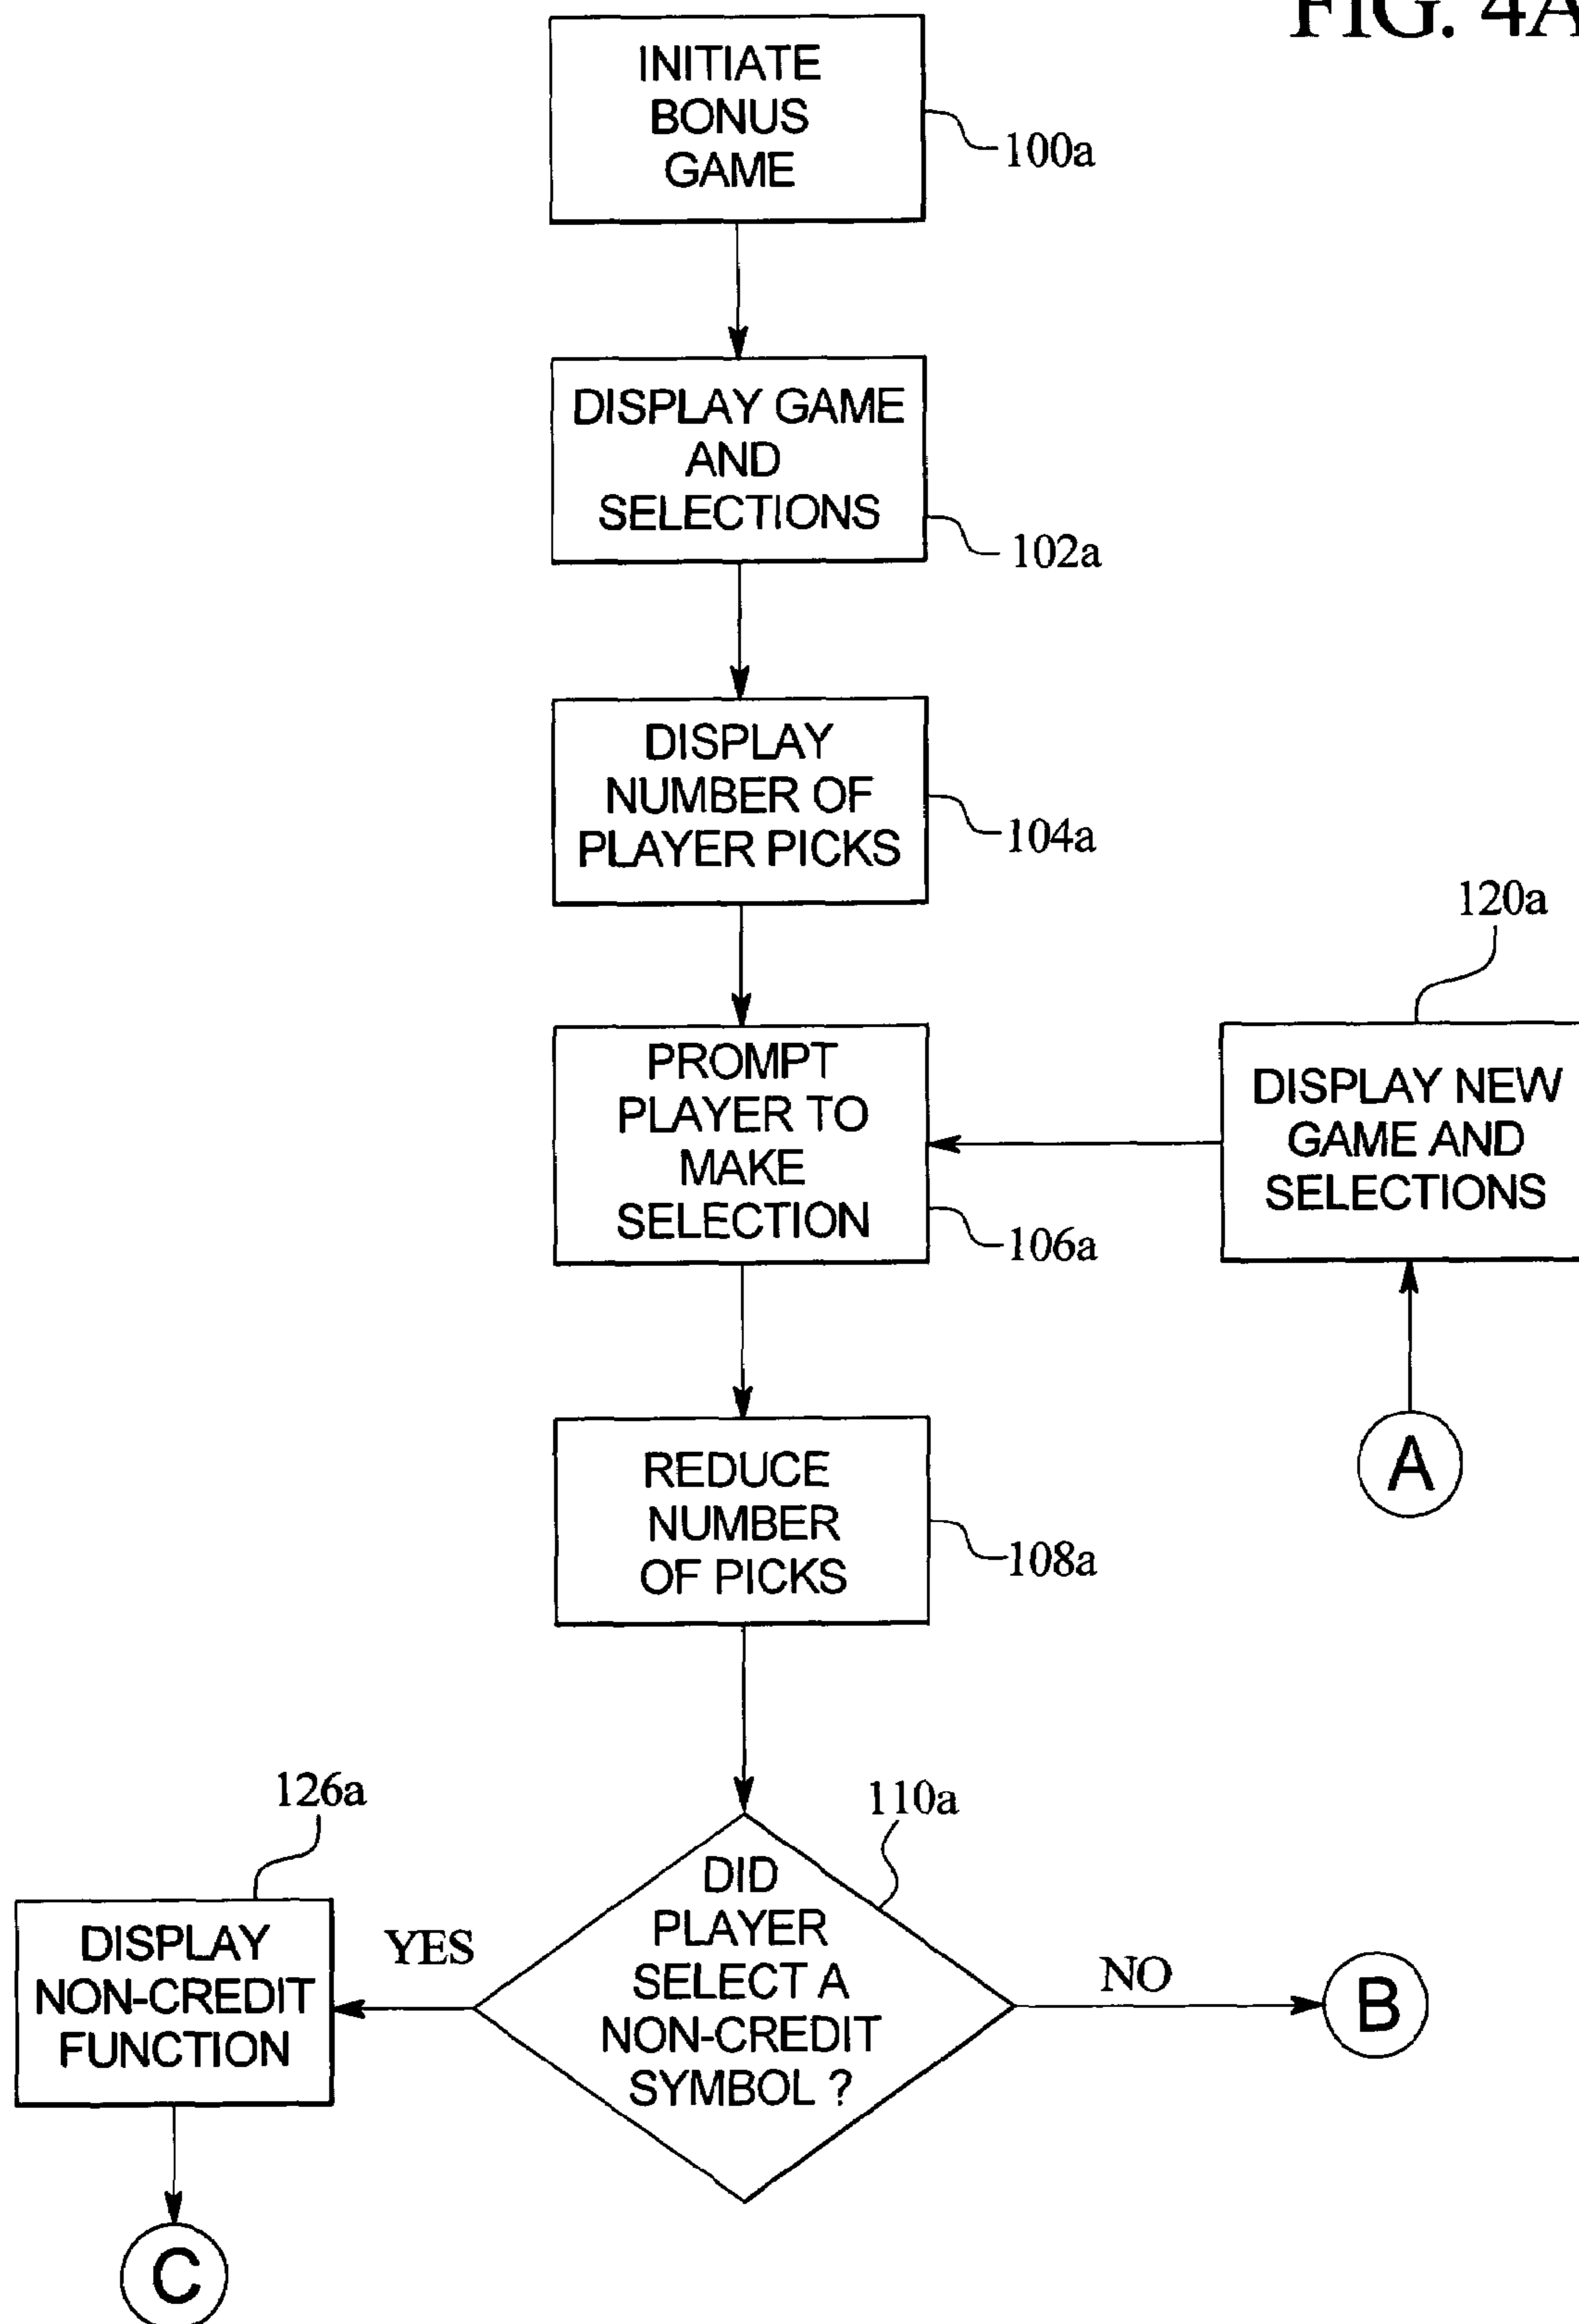 FIG. 4A
INITIATE
BONUS
GAME
100a
DISPLAY GAME
AND
SELECTIONS
102a
DISPLAY
NUMBER OF
PLAYER PICKS
104a
120a
PROMPT
PLAYER TO
MAKE
SELECTION
106a
DISPLAY NEW
GAME AND
SELECTIONS
A
REDUCE
NUMBER
OF PICKS
108a
126a
110a
DISPLAY
NON-CREDIT
FUNCTION
YES
DID
PLAYER
SELECT A
NON-CREDIT
SYMBOL ?
NO
B
C